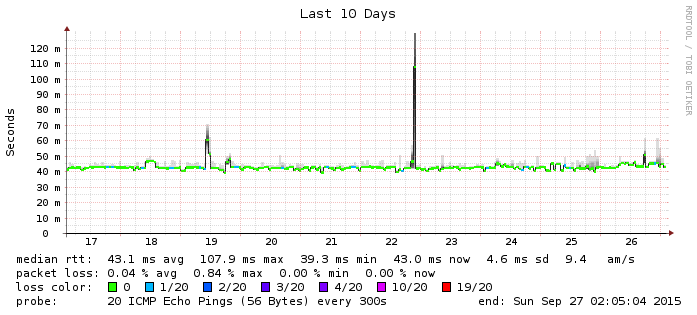 Last 10 Days
RRDTOOL / TOBI OETIKER
Seconds
120 m
110 m
100 m
90 m
80 m
70 m
60 m
50 m
40 m
30 m
20 m
10 m
0
17 18 19 20 21 22 23 24 25 26
median rtt: 43.1 ms avg 107.9 ms max 39.3 ms min 43.0 ms now 4.6 ms sd 9.4 am/s
packet loss: 0.04 % avg 0.84 % max 0.00 % min 0.00 % now
loss color: 0 1/20 2/20 3/20 4/20 10/20 19/20
probe: 20 ICMP Echo Pings (56 Bytes) every 300s end: Sun Sep 27 02:05:04 2015